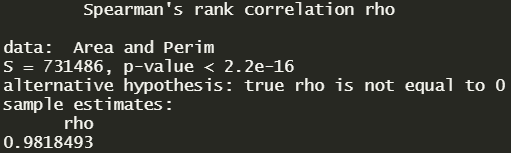 Spearman's rank correlation rho
data:  Area and Perim
S = 731486, p-value < 2.2e-16
alternative hypothesis: true rho is not equal to 0
sample estimates:
rho
0.9818493